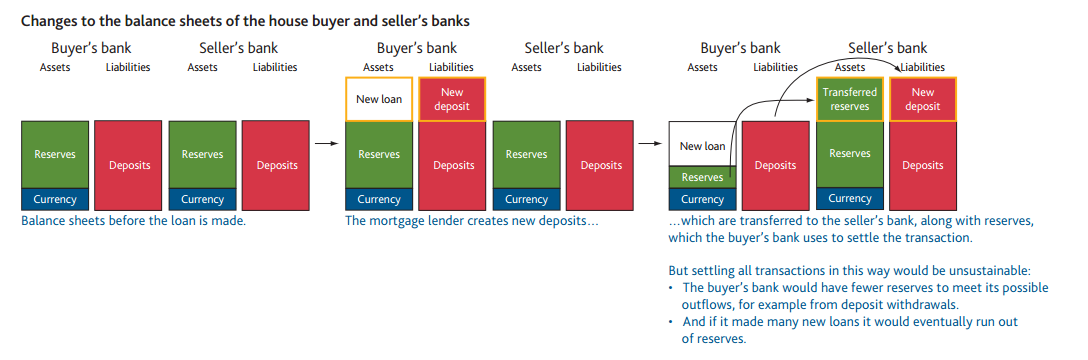 Changes to the balance sheets of the house buyer and seller's banks
Buyer's bank
Seller's bank
Assets
Liabilities
Assets
Liabilities
Reserves
Deposits
Reserves
Deposits
Currency
Currency
Balance sheets before the loan is made.
Buyer's bank
Seller's bank
Assets
Liabilities
Assets
Liabilities
New loan
New
deposit
Reserves
Deposits
Reserves
Deposits
Currency
Currency
The mortgage lender creates new deposits…
Buyer's bank
Seller's bank
Assets
Liabilities
Assets
Liabilities
Transferred
reserves
New
deposit
New loan
Reserves
Deposits
Reserves
Deposits
Currency
Currency
…which are transferred to the seller's bank, along with reserves,
which the buyer's bank uses to settle the transaction.
But settling all transactions in this way would be unsustainable:
• The buyer's bank would have fewer reserves to meet its possible
outflows, for example from deposit withdrawals.
• And if it made many new loans it would eventually run out
of reserves.